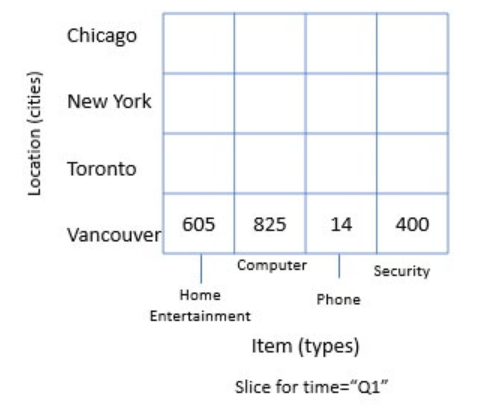 Chicago
New York
Toronto
Vancouver 605 825 14 400
Location (cities)
Computer
Security
Home
Entertainment
Phone
Item (types)
Slice for time=“Q1”